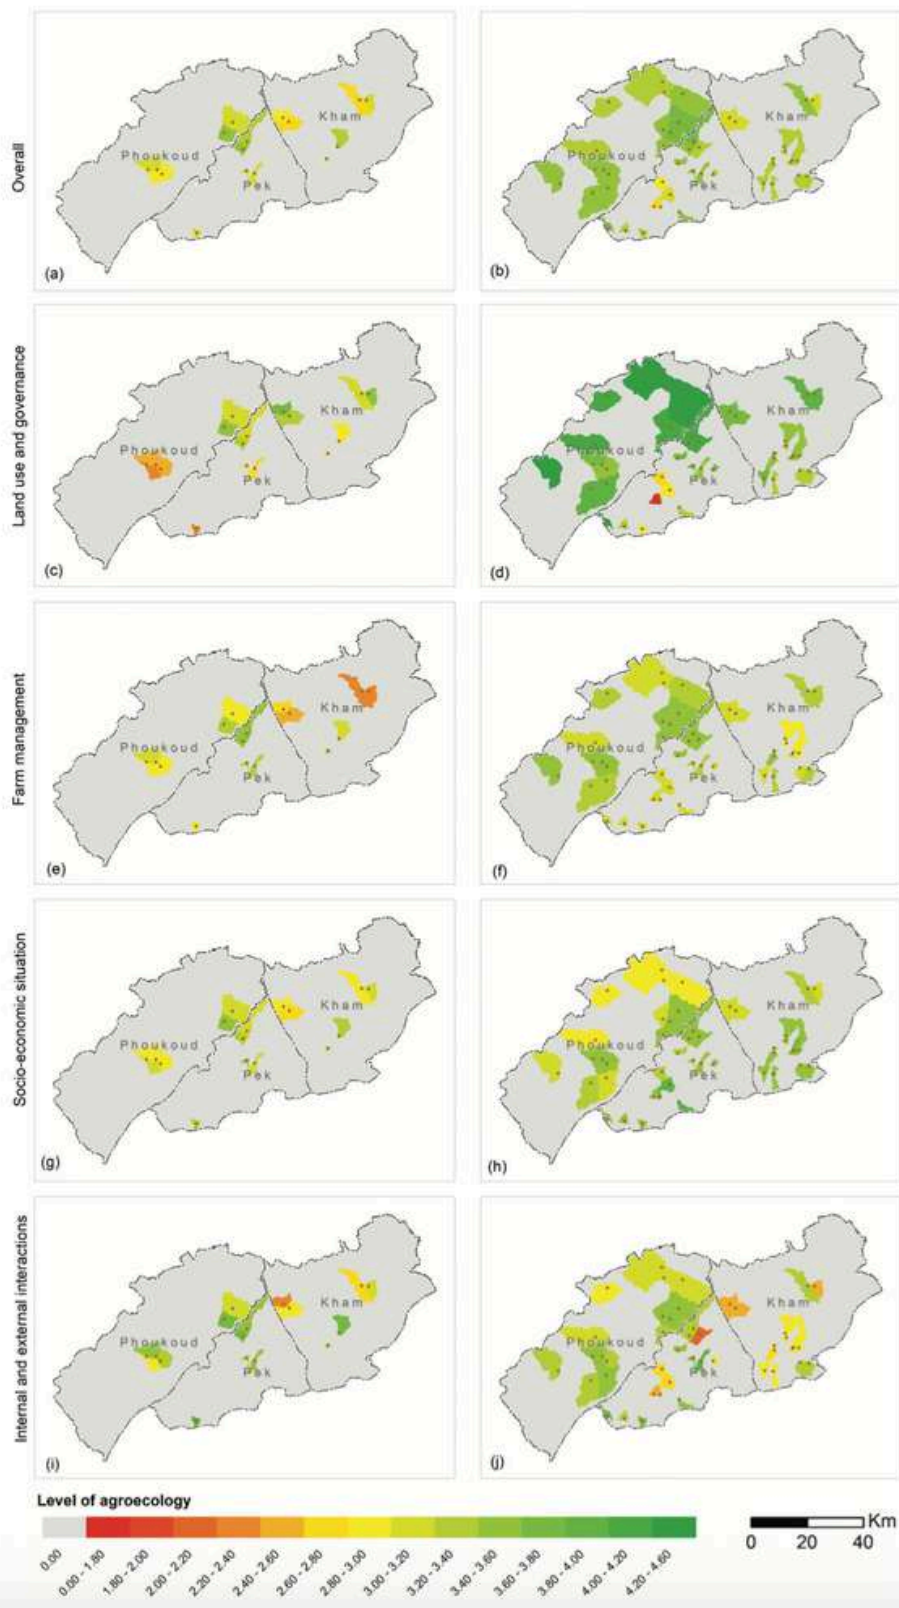 Overall
Phoukoud
Kham
Pek
(a)
Phoukoud
Kham
Pek
(b)
Land use and governance
Phoukoud
Kham
Pek
(c)
Phoukoud
Kham
Pek
(d)
Farm management
Phoukoud
Kham
Pek
(e)
Phoukoud
Kham
Pek
(f)
Socio-economic situation
Phoukoud
Kham
Pek
(g)
Phoukoud
Kham
Pek
(h)
Internal and external interactions
Phoukoud
Kham
Pek
(i)
Phoukoud
Kham
Pek
(j)
Level of agroecology
0.00
0.00 - 1.80
1.80 - 2.00
2.00 - 2.20
2.20 - 2.40
2.40 - 2.60
2.60 - 2.80
2.80 - 3.00
3.00 - 3.20
3.20 - 3.40
3.40 - 3.60
3.60 - 3.80
3.80 - 4.00
4.00 - 4.20
4.20 - 4.60
Km
0 20 40